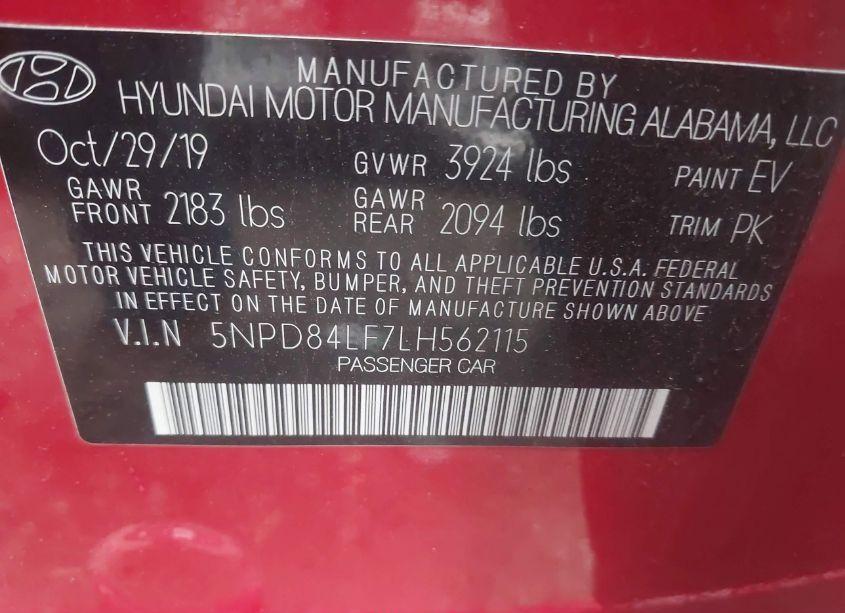 MANUFACTURED BY
HYUNDAI MOTOR MANUFACTURING ALABAMA, LLC
Oct/29/19 GVWR 3924 lbs PAINT EV
GAWR FRONT 2183 lbs GAWR REAR 2094 lbs TRIM PK
THIS VEHICLE CONFORMS TO ALL APPLICABLE U.S.A. FEDERAL
MOTOR VEHICLE SAFETY, BUMPER, AND THEFT PREVENTION STANDARDS
IN EFFECT ON THE DATE OF MANUFACTURE SHOWN ABOVE
V.I.N 5NPD84LF7LH562115
PASSENGER CAR